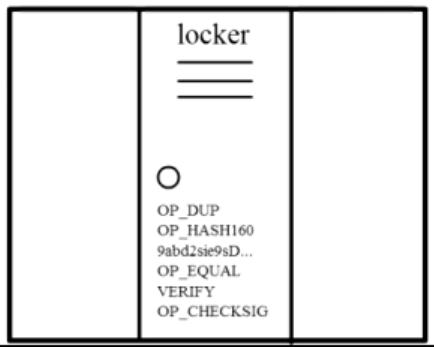 locker
OP_DUP
OP_HASH160
9abd2sie9sD...
OP_EQUAL
VERIFY
OP_CHECKSIG